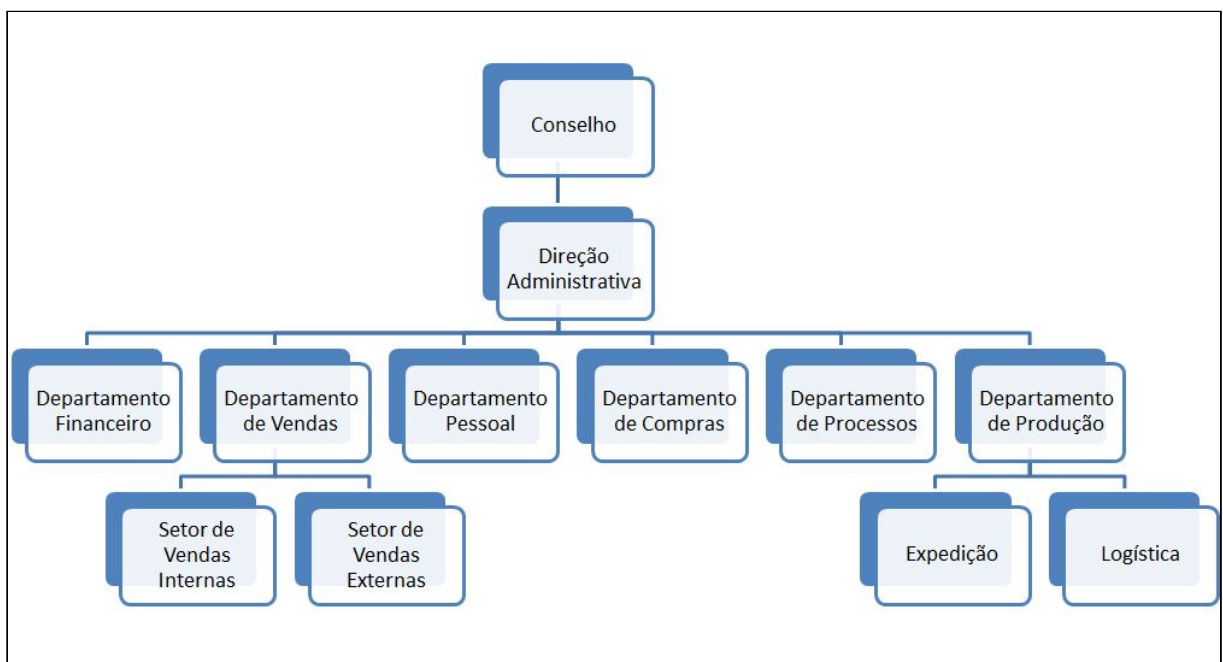 Conselho
Direção
Administrativa
Departamento
Financeiro
Departamento
de Vendas
Departamento
Pessoal
Departamento
de Compras
Departamento
de Processos
Departamento
de Produção
Setor de
Vendas
Internas
Setor de
Vendas
Externas
Expedição
Logística